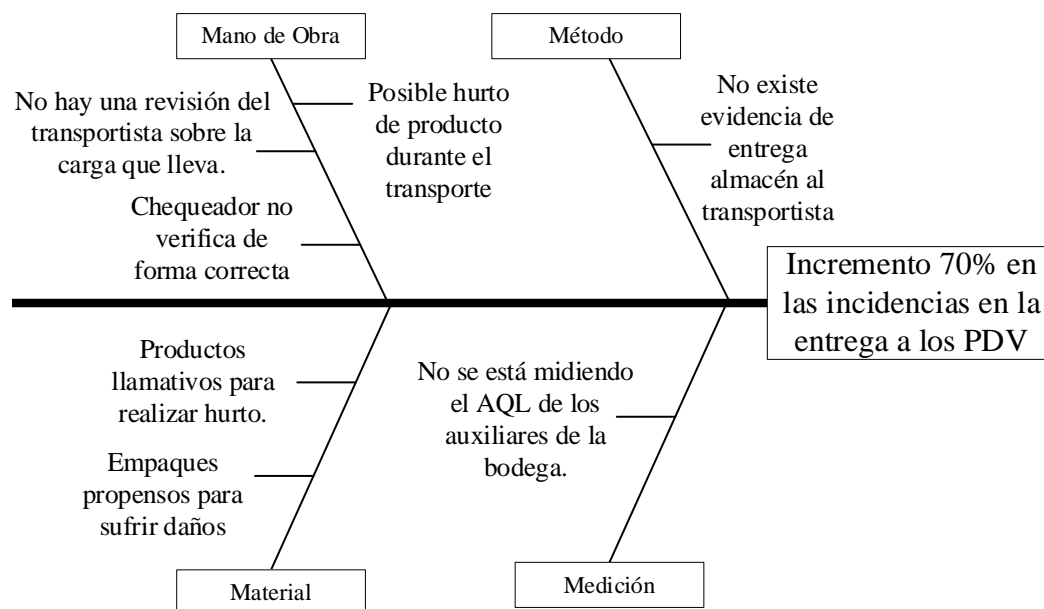 Mano de Obra
Método
No hay una revisión del
transportista sobre la
carga que lleva.
Posible hurto
de producto
durante el
transporte
Chequeador no
verifica de
forma correcta
No existe
evidencia de
entrega
almacén al
transportista
Incremento 70% en
las incidencias en la
entrega a los PDV
Productos
llamativos para
realizar hurto.
Empaques
propensos para
sufrir daños
No se está midiendo
el AQL de los
auxiliares de la
bodega.
Material
Medición